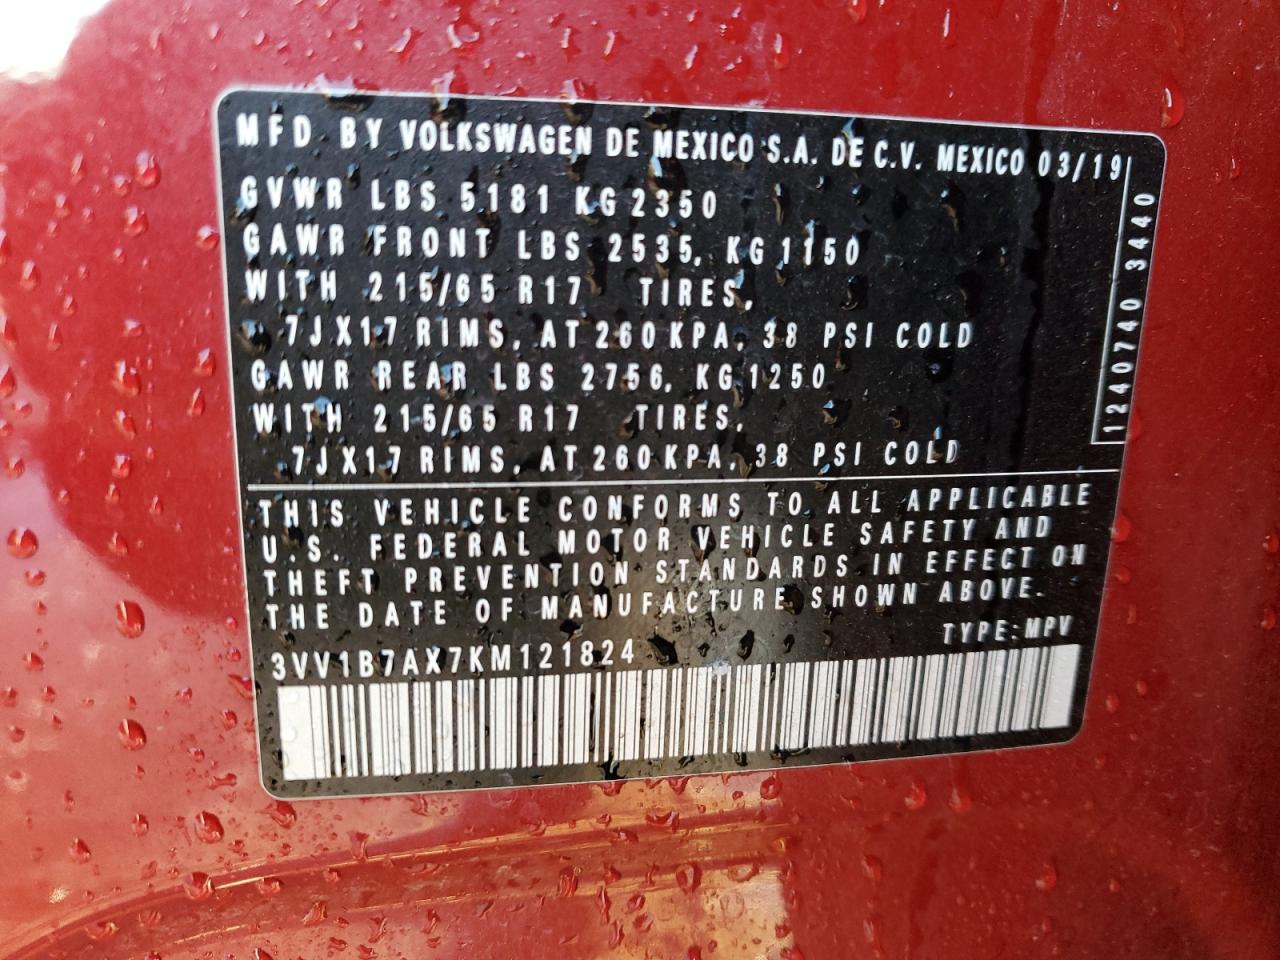 MFD BY VOLKSWAGEN DE MEXICO S.A. DE C.V. MEXICO 03/19
GVWR LBS 5181 KG 2350
GAWR FRONT LBS 2535, KG 1150
WITH 215/65 R17 TIRES,
7JX17 RIMS, AT 260 KPA, 38 PSI COLD
GAWR REAR LBS 2756, KG 1250
WITH 215/65 R17 TIRES,
7JX17 RIMS, AT 260 KPA, 38 PSI COLD
1240740 3440
THIS VEHICLE CONFORMS TO ALL APPLICABLE
U.S. FEDERAL MOTOR VEHICLE SAFETY AND
THEFT PREVENTION STANDARDS IN EFFECT ON
THE DATE OF MANUFACTURE SHOWN ABOVE.
TYPE: MPV
3VV1B7AX7KM121824